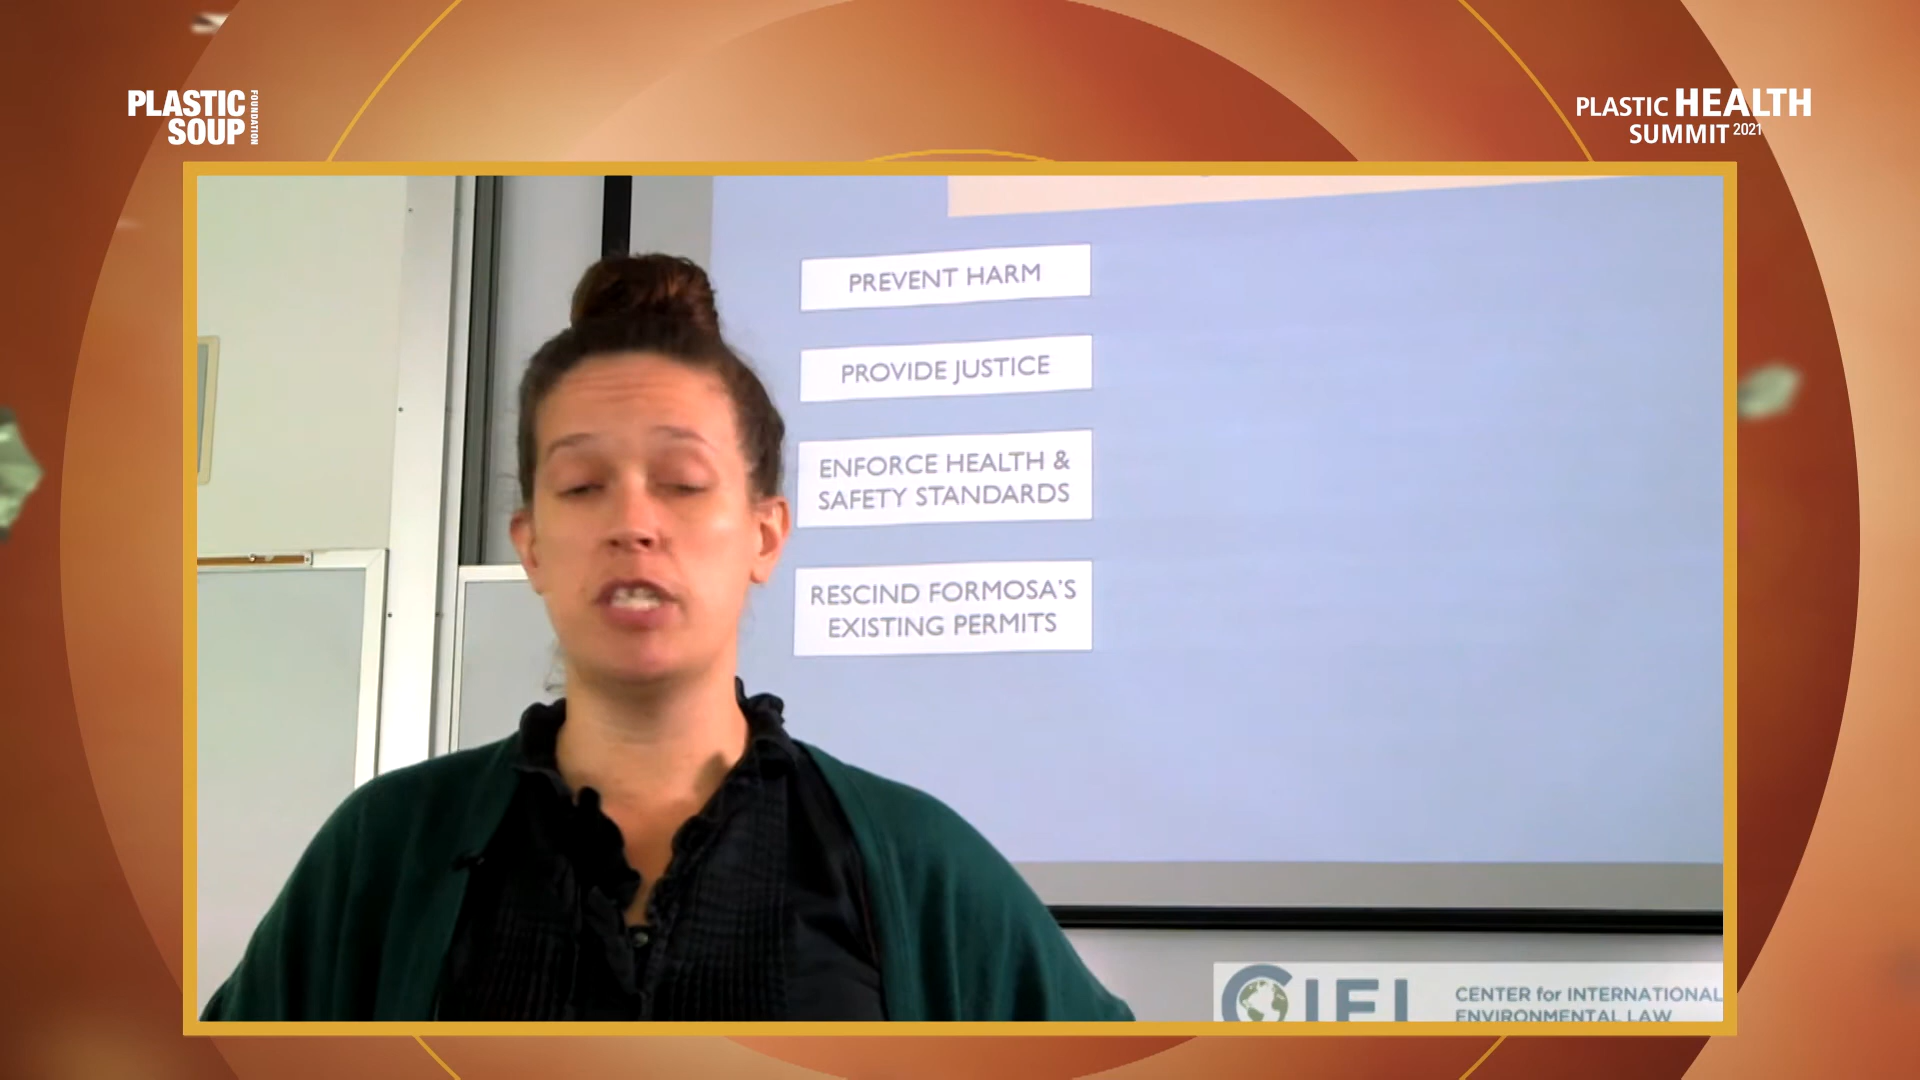 PLASTIC
SOUP
FOUNDATION
PLASTIC HEALTH
SUMMIT 2021
PREVENT HARM
PROVIDE JUSTICE
ENFORCE HEALTH &
SAFETY STANDARDS
RESCIND FORMOSA'S
EXISTING PERMITS
CIEL
CENTER for INTERNATIONAL
ENVIRONMENTAL LAW